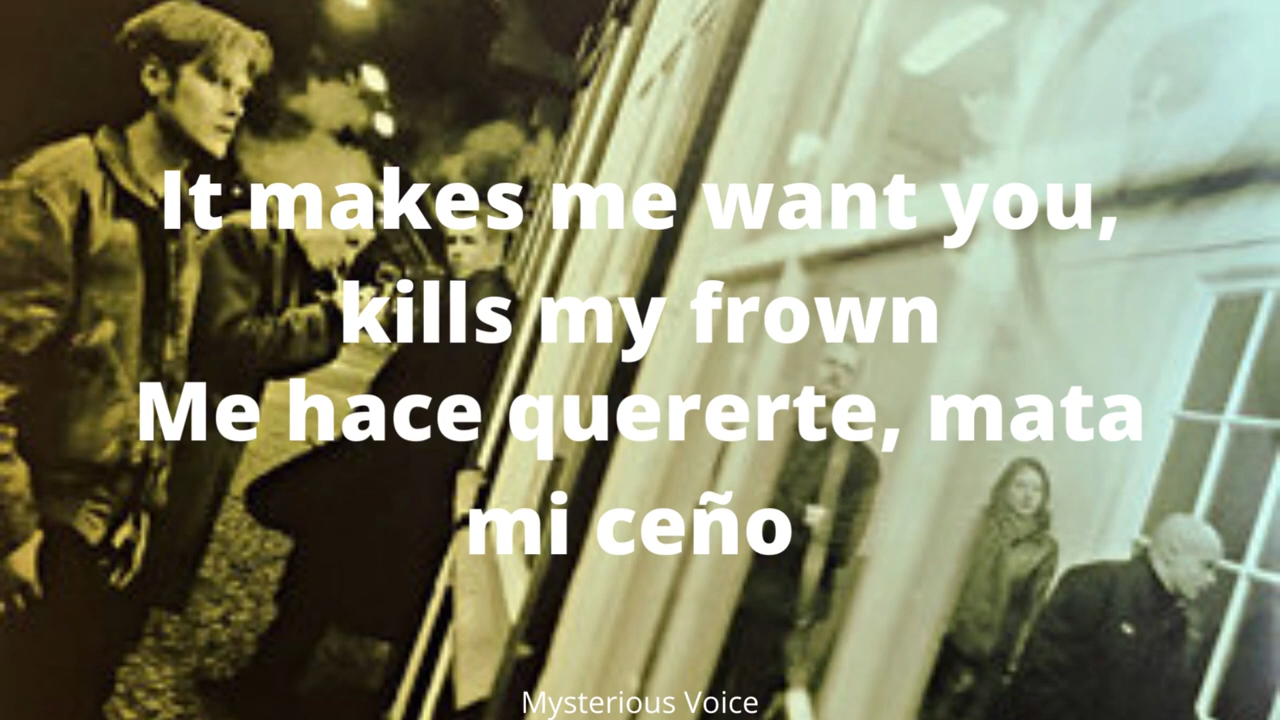 It makes me want you,
kills my frown
Me hace quererte, mata
mi ceño
Mysterious Voice